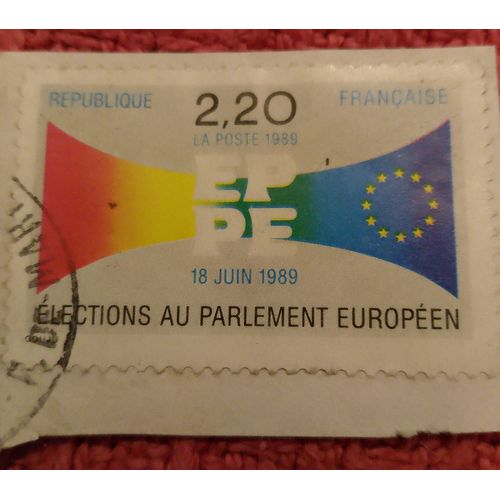 REPUBLIQUE 2,20 FRANÇAISE
LA POSTE 1989
EP
PE
18 JUIN 1989
ÉLECTIONS AU PARLEMENT EUROPÉEN